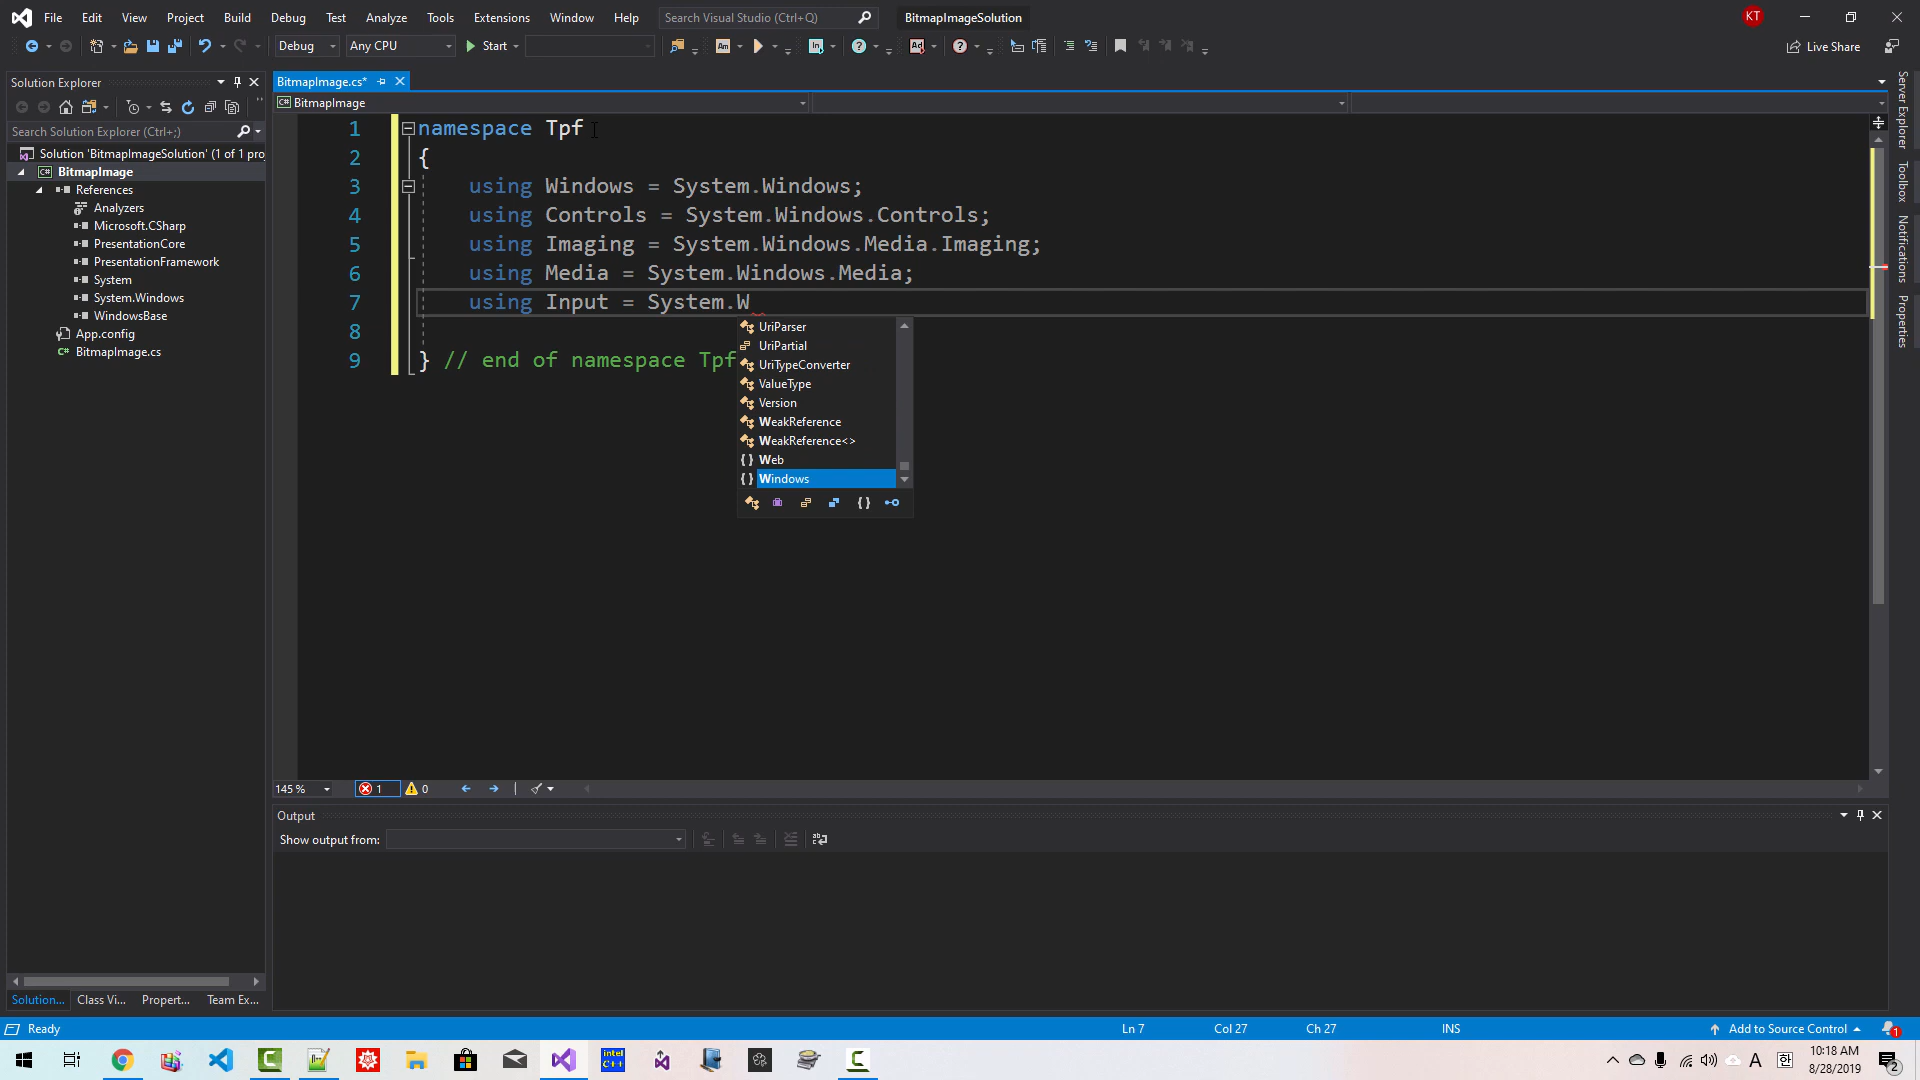 File Edit View Project Build Debug Test Analyze Tools Extensions Window Help Search Visual Studio (Ctrl+Q) BitmapImageSolution KT
Debug Any CPU Start Live Share
Solution Explorer
Search Solution Explorer (Ctrl+;)
Solution 'BitmapImageSolution' (1 of 1 proj
C# BitmapImage
References
Analyzers
Microsoft.CSharp
PresentationCore
PresentationFramework
System
System.Windows
WindowsBase
App.config
C# BitmapImage.cs
Solution... Class Vi... Propert... Team Ex...
BitmapImage.cs*
C# BitmapImage
1 namespace Tpf
2 {
3 using Windows = System.Windows;
4 using Controls = System.Windows.Controls;
5 using Imaging = System.Windows.Media.Imaging;
6 using Media = System.Windows.Media;
7 using Input = System.W
8
9 } // end of namespace Tpf
UriParser
UriPartial
UriTypeConverter
ValueType
Version
WeakReference
WeakReference<>
{ } Web
{ } Windows
{ }
145 % 1 0
Output
Show output from:
Server Explorer
Toolbox
Notifications
Properties
Ready Ln 7 Col 27 Ch 27 INS Add to Source Control 1
intel C++
A 한 10:18 AM
8/28/2019
2